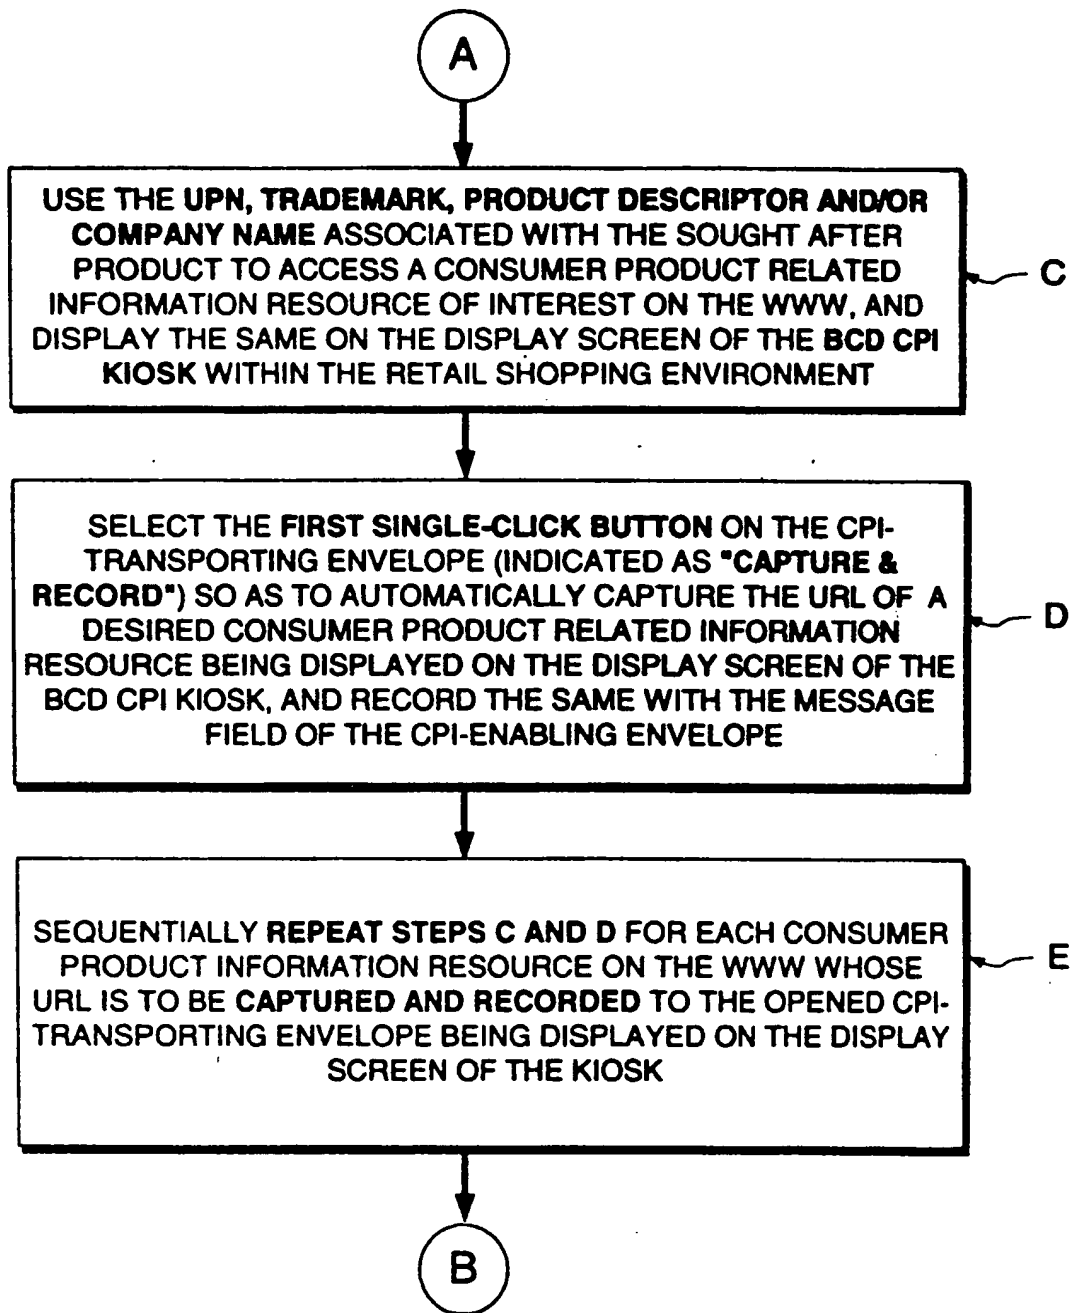 A
USE THE UPN, TRADEMARK, PRODUCT DESCRIPTOR AND/OR
COMPANY NAME ASSOCIATED WITH THE SOUGHT AFTER
PRODUCT TO ACCESS A CONSUMER PRODUCT RELATED
INFORMATION RESOURCE OF INTEREST ON THE WWW, AND
DISPLAY THE SAME ON THE DISPLAY SCREEN OF THE BCD CPI
KIOSK WITHIN THE RETAIL SHOPPING ENVIRONMENT
C
SELECT THE FIRST SINGLE-CLICK BUTTON ON THE CPI-
TRANSPORTING ENVELOPE (INDICATED AS "CAPTURE &
RECORD") SO AS TO AUTOMATICALLY CAPTURE THE URL OF A
DESIRED CONSUMER PRODUCT RELATED INFORMATION
RESOURCE BEING DISPLAYED ON THE DISPLAY SCREEN OF THE
BCD CPI KIOSK, AND RECORD THE SAME WITH THE MESSAGE
FIELD OF THE CPI-ENABLING ENVELOPE
D
SEQUENTIALLY REPEAT STEPS C AND D FOR EACH CONSUMER
PRODUCT INFORMATION RESOURCE ON THE WWW WHOSE
URL IS TO BE CAPTURED AND RECORDED TO THE OPENED CPI-
TRANSPORTING ENVELOPE BEING DISPLAYED ON THE DISPLAY
SCREEN OF THE KIOSK
E
B